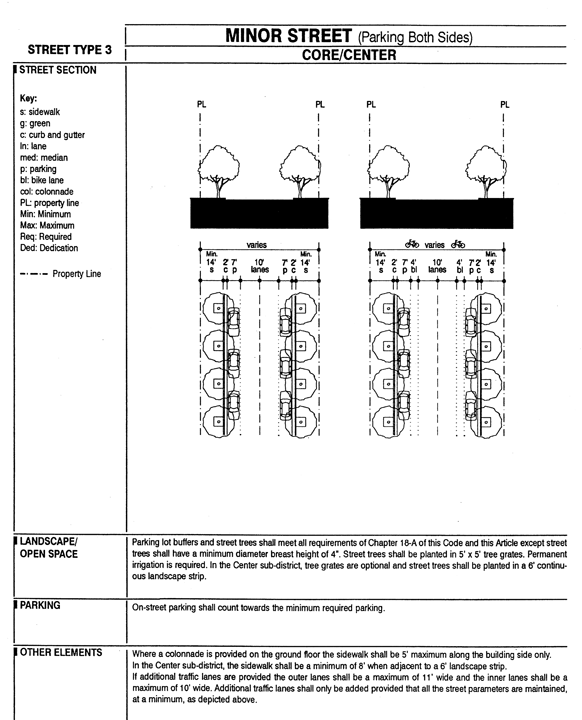 STREET TYPE 3
MINOR STREET (Parking Both Sides)
CORE/CENTER
STREET SECTION
Key:
s: sidewalk
g: green
c: curb and gutter
ln: lane
med: median
p: parking
bl: bike lane
col: colonnade
PL: property line
Min: Minimum
Max: Maximum
Req: Required
Ded: Dedication
Property Line
PL PL PL PL
varies varies
Min. Min. Min. Min.
14' 2' 7' 10' 7' 2' 14' 14' 2' 7' 4' 10' 4' 7' 2' 14'
s c p lanes p c s s c p bl lanes bl p c s
LANDSCAPE/
OPEN SPACE
Parking lot buffers and street trees shall meet all requirements of Chapter 18-A of this Code and this Article except street
trees shall have a minimum diameter breast height of 4". Street trees shall be planted in 5' x 5' tree grates. Permanent
irrigation is required. In the Center sub-district, tree grates are optional and street trees shall be planted in a 6' continu-
ous landscape strip.
PARKING
On-street parking shall count towards the minimum required parking.
OTHER ELEMENTS
Where a colonnade is provided on the ground floor the sidewalk shall be 5' maximum along the building side only.
In the Center sub-district, the sidewalk shall be a minimum of 8' when adjacent to a 6' landscape strip.
If additional traffic lanes are provided the outer lanes shall be a maximum of 11' wide and the inner lanes shall be a
maximum of 10' wide. Additional traffic lanes shall only be added provided that all the street parameters are maintained,
at a minimum, as depicted above.